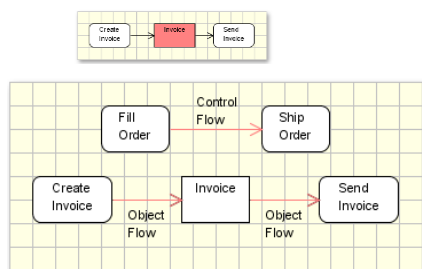 Create Invoice Send
Invoice Invoice
Fill Control Ship
Order Flow Order
Create Invoice Send
Invoice Invoice
Object Object
Flow Flow